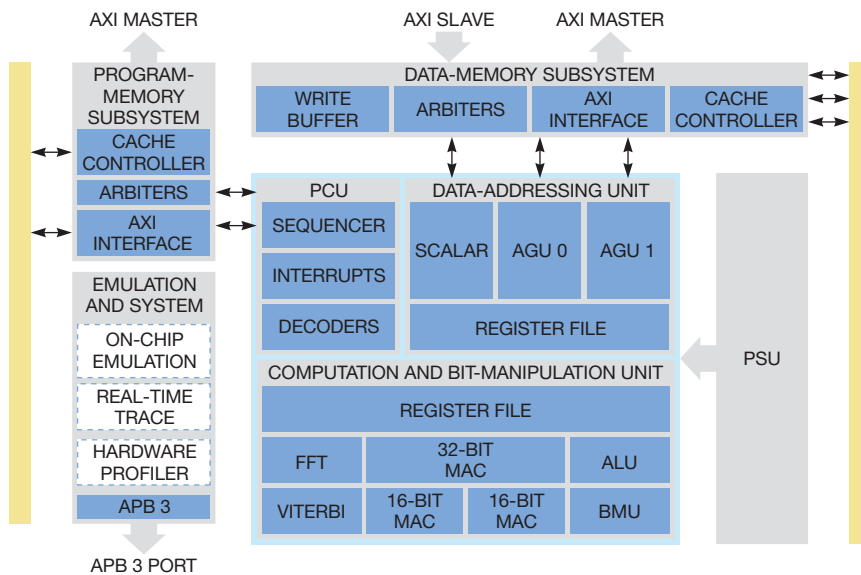 AXI MASTER
AXI SLAVE
AXI MASTER
PROGRAM-
MEMORY
SUBSYSTEM
CACHE
CONTROLLER
ARBITERS
AXI
INTERFACE
DATA-MEMORY SUBSYSTEM
WRITE
BUFFER
ARBITERS
AXI
INTERFACE
CACHE
CONTROLLER
PCU
SEQUENCER
INTERRUPTS
DECODERS
DATA-ADDRESSING UNIT
SCALAR
AGU 0
AGU 1
REGISTER FILE
EMULATION
AND SYSTEM
ON-CHIP
EMULATION
REAL-TIME
TRACE
HARDWARE
PROFILER
APB 3
APB 3 PORT
COMPUTATION AND BIT-MANIPULATION UNIT
REGISTER FILE
FFT
32-BIT
MAC
ALU
VITERBI
16-BIT
MAC
16-BIT
MAC
BMU
PSU